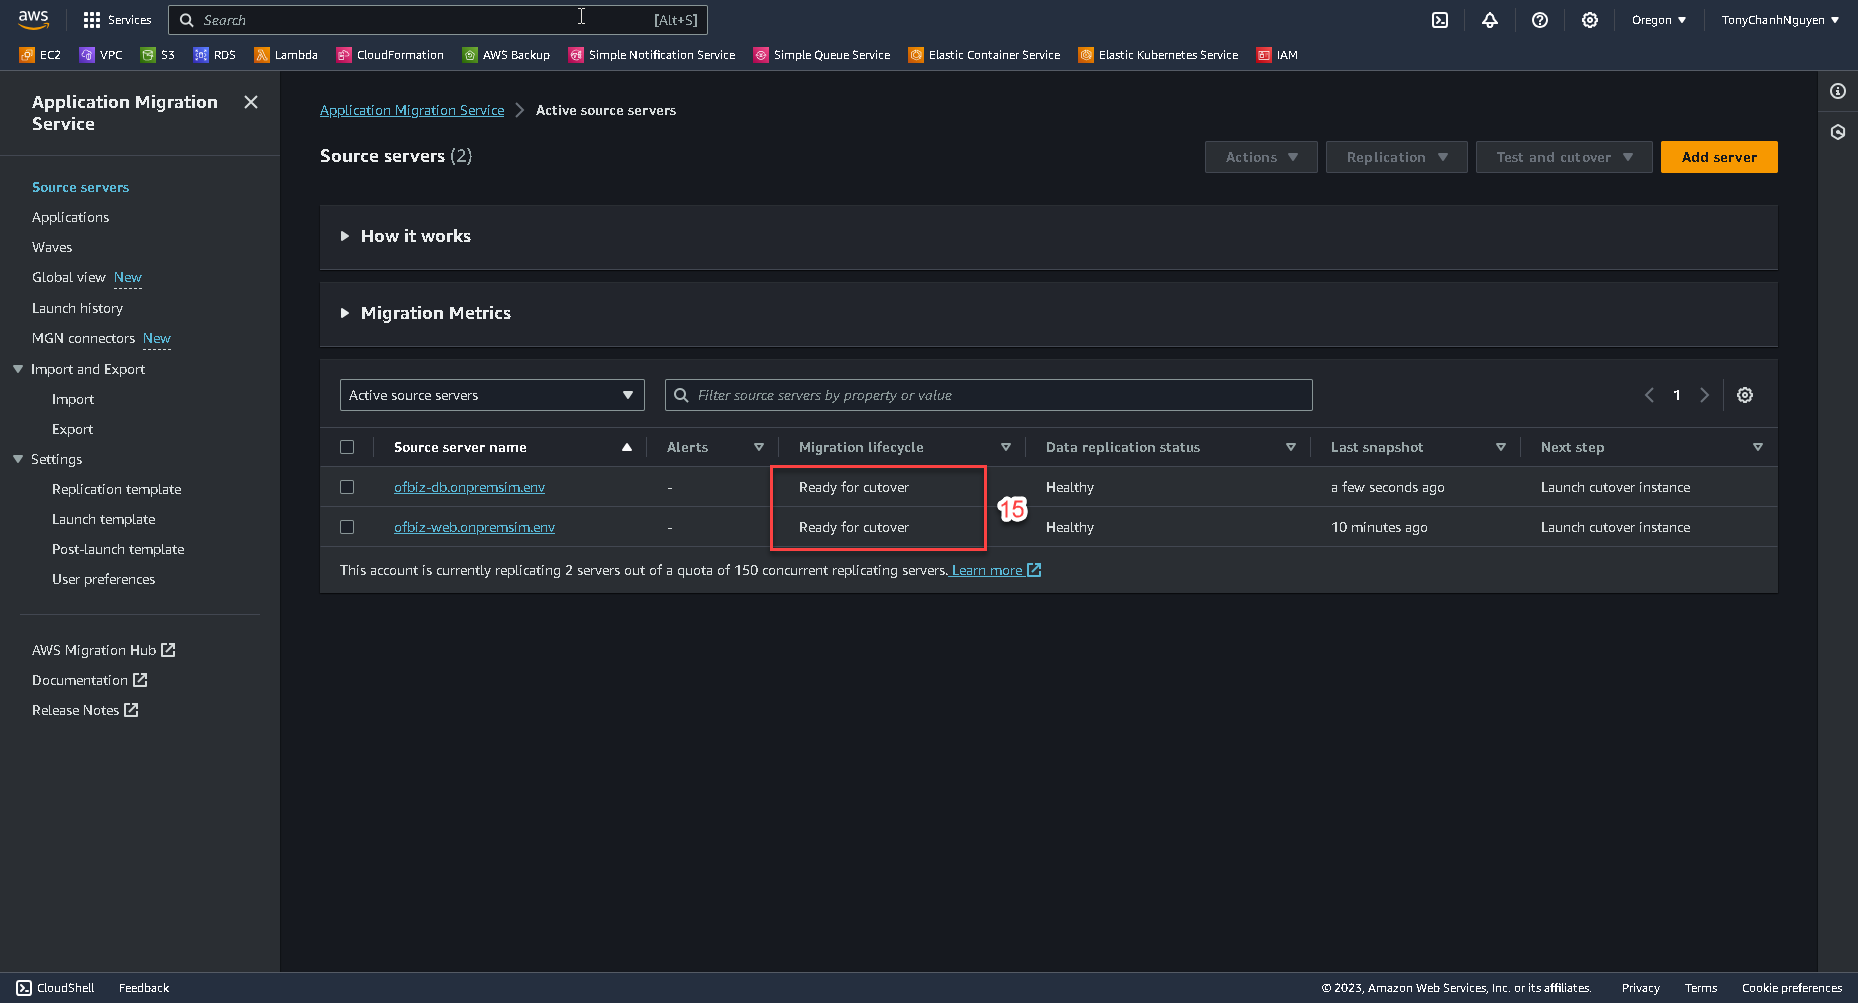 aws Services Search [Alt+S] Oregon TonyChanhNguyen
EC2 VPC S3 RDS Lambda CloudFormation AWS Backup Simple Notification Service Simple Queue Service Elastic Container Service Elastic Kubernetes Service IAM
Application Migration Service
Source servers
Applications
Waves
Global view New
Launch history
MGN connectors New
Import and Export
Import
Export
Settings
Replication template
Launch template
Post-launch template
User preferences
AWS Migration Hub
Documentation
Release Notes
Application Migration Service Active source servers
Source servers (2) Actions Replication Test and cutover Add server
How it works
Migration Metrics
Active source servers Filter source servers by property or value 1
Source server name Alerts Migration lifecycle Data replication status Last snapshot Next step
ofbiz-db.onpremsim.env - Ready for cutover Healthy a few seconds ago Launch cutover instance
15
ofbiz-web.onpremsim.env - Ready for cutover Healthy 10 minutes ago Launch cutover instance
This account is currently replicating 2 servers out of a quota of 150 concurrent replicating servers. Learn more
CloudShell Feedback © 2023, Amazon Web Services, Inc. or its affiliates. Privacy Terms Cookie preferences